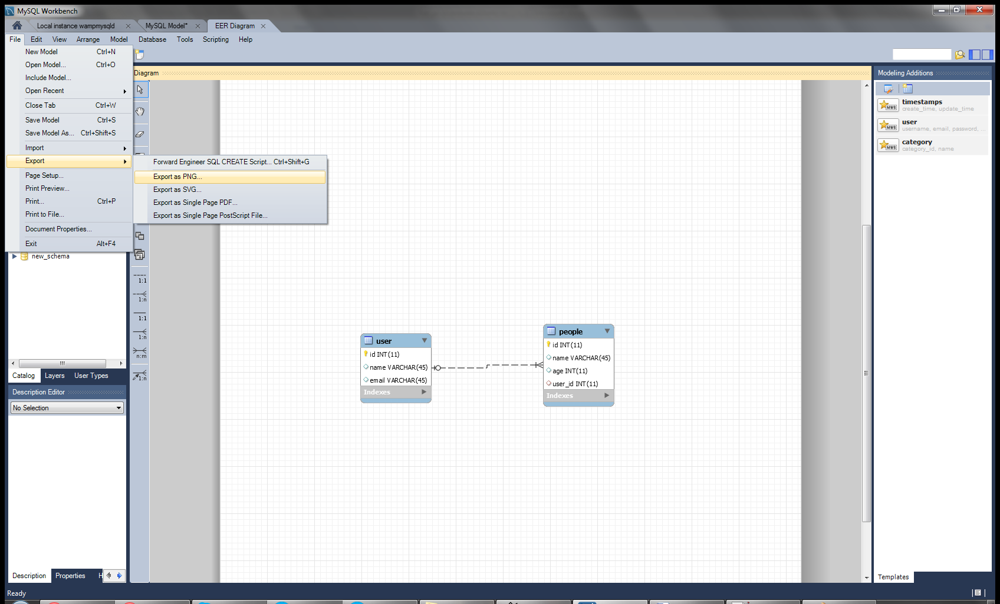 MySQL Workbench
Local instance wampmysqld
MySQL Model*
EER Diagram
File Edit View Arrange Model Database Tools Scripting Help
New Model Ctrl+N
Open Model... Ctrl+O
Include Model...
Open Recent
Close Tab Ctrl+W
Save Model Ctrl+S
Save Model As... Ctrl+Shift+S
Import
Export
Page Setup...
Print Preview...
Print... Ctrl+P
Print to File...
Document Properties...
Exit Alt+F4
Forward Engineer SQL CREATE Script... Ctrl+Shift+G
Export as PNG...
Export as SVG...
Export as Single Page PDF...
Export as Single Page PostScript File...
new_schema
Catalog Layers User Types
Description Editor
No Selection
Description Properties H
Ready
Diagram
1:1
1:n
1:1
1:n
n:m
1:n
user
id INT(11)
name VARCHAR(45)
email VARCHAR(45)
Indexes
people
id INT(11)
name VARCHAR(45)
age INT(11)
user_id INT(11)
Indexes
Modeling Additions
MWB
timestamps
create_time, update_time
MWB
user
username, email, password, ...
MWB
category
category_id, name
Templates